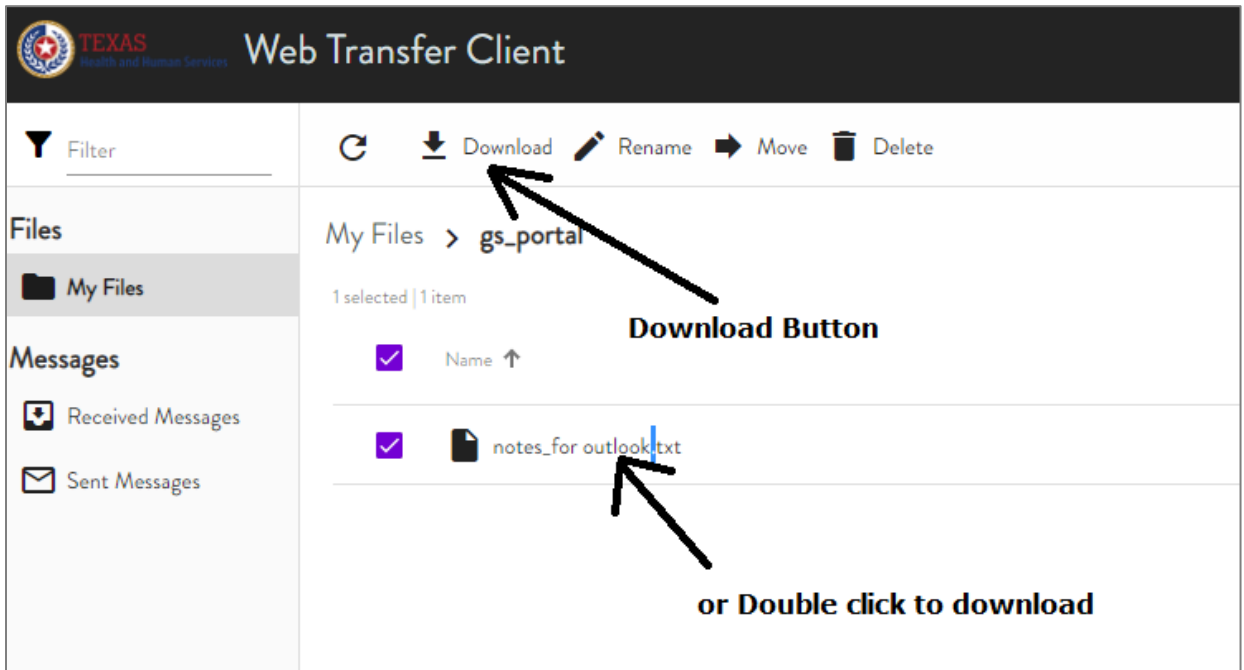 TEXAS
Health and Human Services
Web Transfer Client
Filter
Download Rename Move Delete
Files
My Files
Messages
Received Messages
Sent Messages
My Files > gs_portal
1 selected | 1 item
Download Button
Name
notes_for outlook.txt
or Double click to download